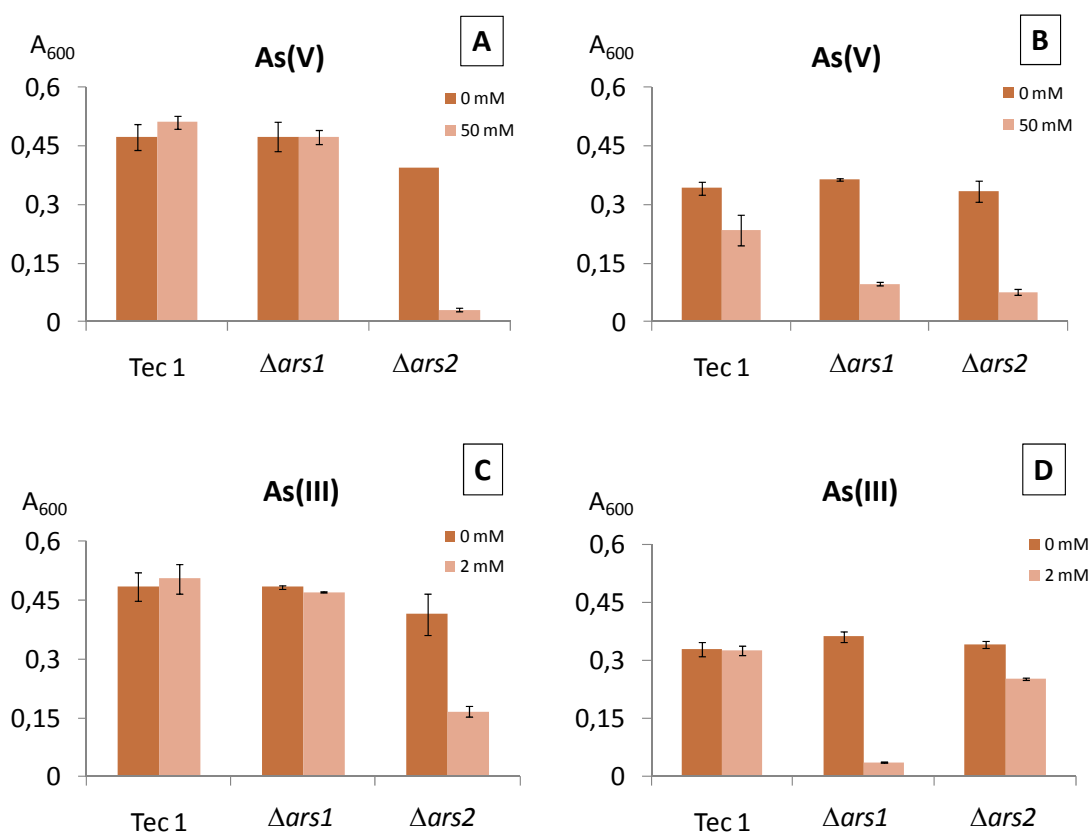 A
A600
As(V)
0,6
0 mM
50 mM
0,45
0,3
0,15
0
Tec 1
Δars1
Δars2
B
A600
As(V)
0,6
0 mM
50 mM
0,45
0,3
0,15
0
Tec 1
Δars1
Δars2
C
As(III)
A600
0,6
0 mM
2 mM
0,45
0,3
0,15
0
Tec 1
Δars1
Δars2
D
As(III)
A600
0,6
0 mM
2 mM
0,45
0,3
0,15
0
Tec 1
Δars1
Δars2